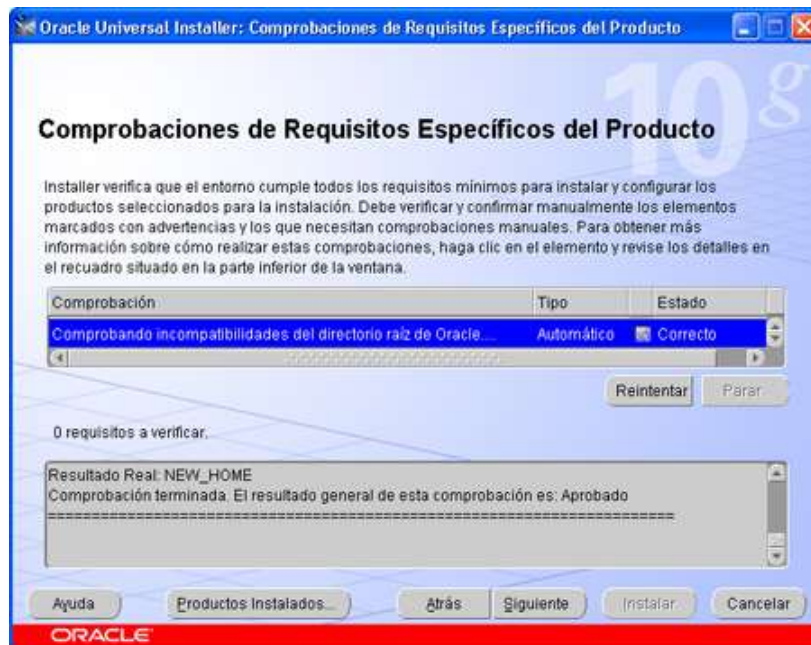 Oracle Universal Installer: Comprobaciones de Requisitos Específicos del Producto
10g
Comprobaciones de Requisitos Específicos del Producto
Installer verifica que el entorno cumple todos los requisitos mínimos para instalar y configurar los
productos seleccionados para la instalación. Debe verificar y confirmar manualmente los elementos
marcados con advertencias y los que necesitan comprobaciones manuales. Para obtener más
información sobre cómo realizar estas comprobaciones, haga clic en el elemento y revise los detalles en
el recuadro situado en la parte inferior de la ventana.
Comprobación Tipo Estado
Comprobando incompatibilidades del directorio raíz de Oracle.... Automático Correcto
Reintentar Parar
0 requisitos a verificar.
Resultado Real: NEW_HOME
Comprobación terminada. El resultado general de esta comprobación es: Aprobado
========================================================================
Ayuda Productos Instalados... Atrás Siguiente Instalar Cancelar
ORACLE